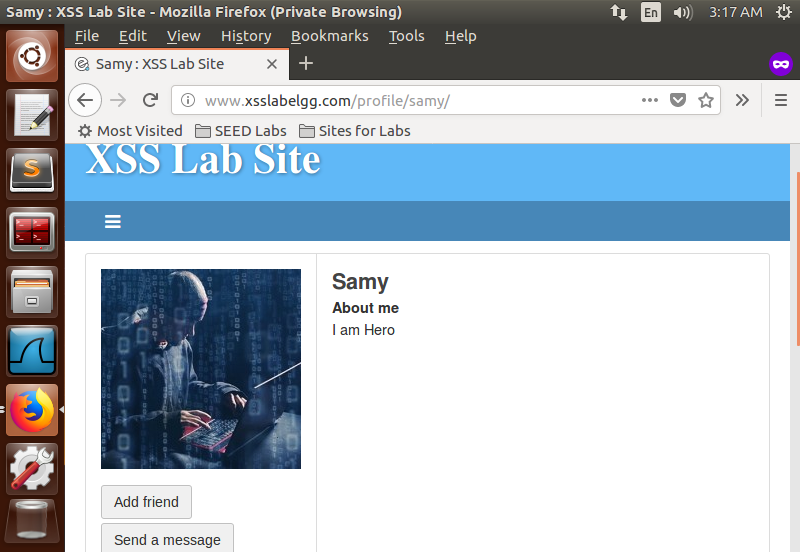 Samy : XSS Lab Site - Mozilla Firefox (Private Browsing)
En
3:17 AM
File Edit View History Bookmarks Tools Help
Samy : XSS Lab Site
www.xsslabelgg.com/profile/samy/
Most Visited SEED Labs Sites for Labs
XSS Lab Site
Samy
About me
I am Hero
Add friend
Send a message